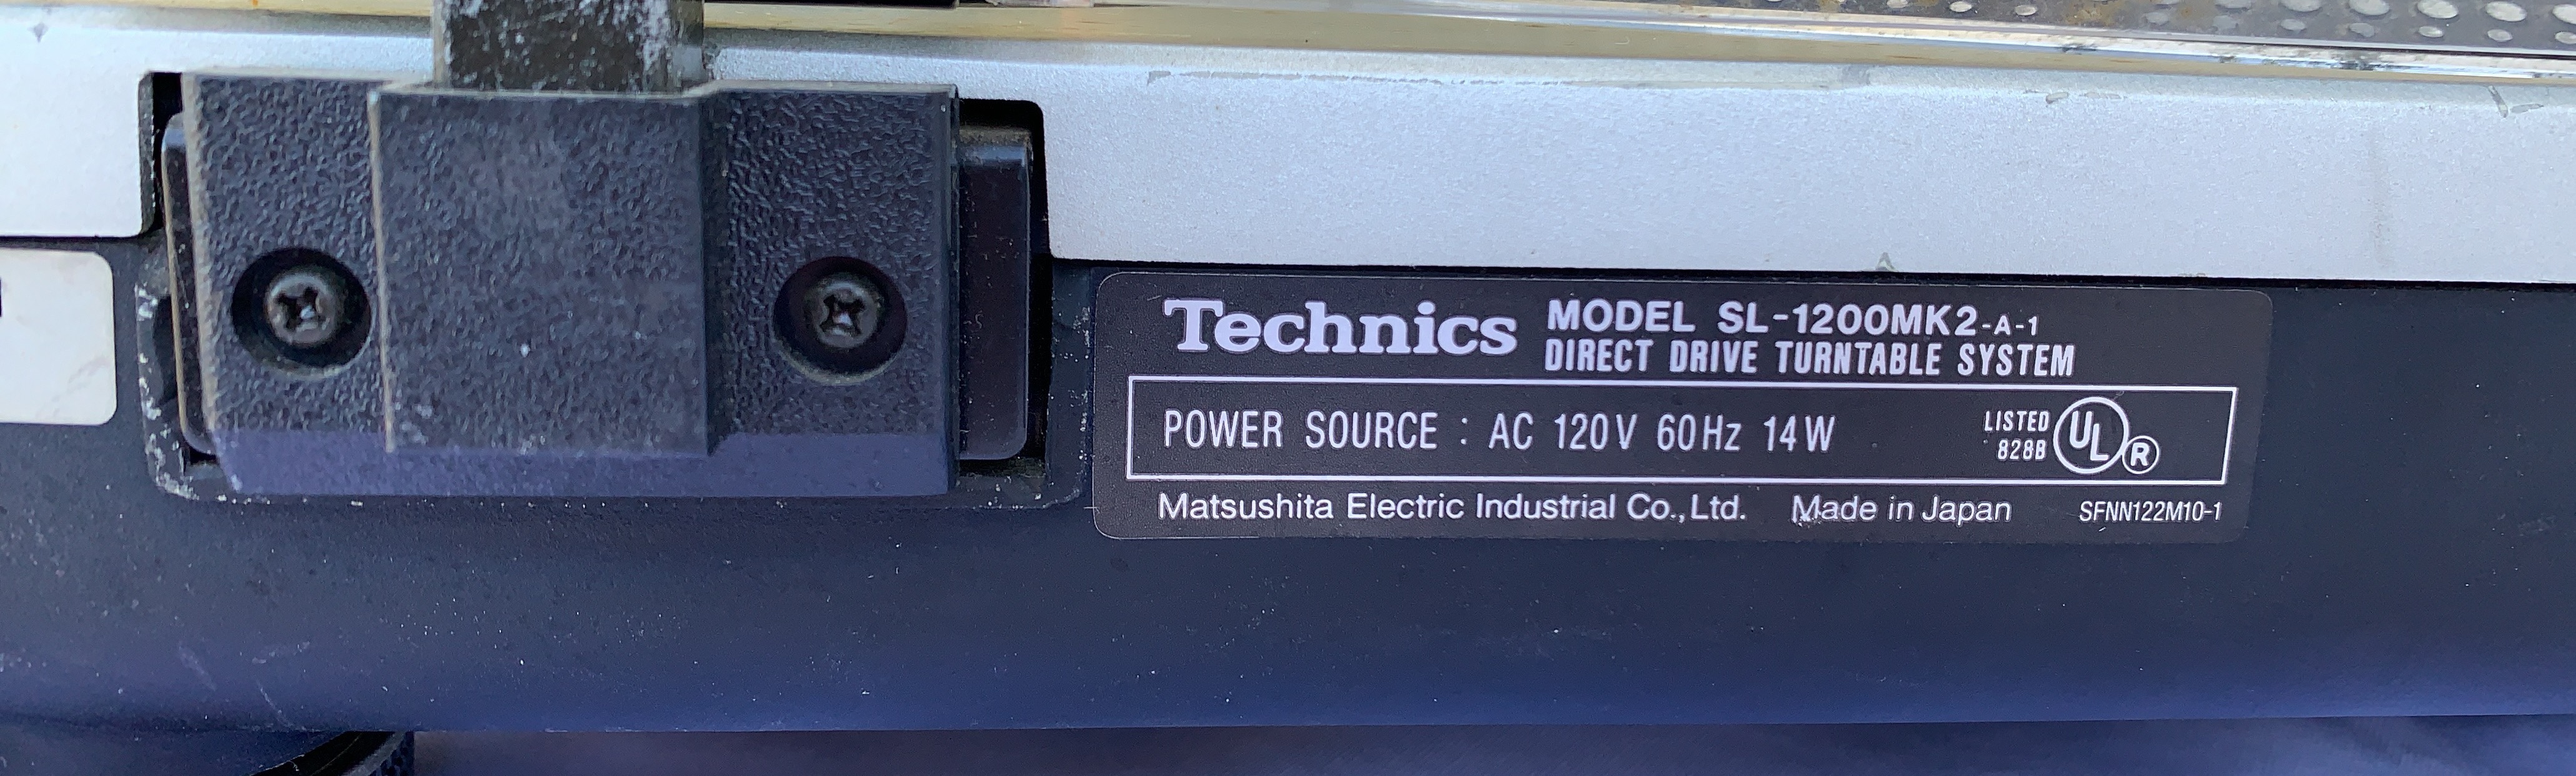 Technics MODEL SL-1200MK2-A-1
DIRECT DRIVE TURNTABLE SYSTEM
POWER SOURCE : AC 120V 60Hz 14W
LISTED
828B
UL
R
Matsushita Electric Industrial Co., Ltd. Made in Japan SFNN122M10-1